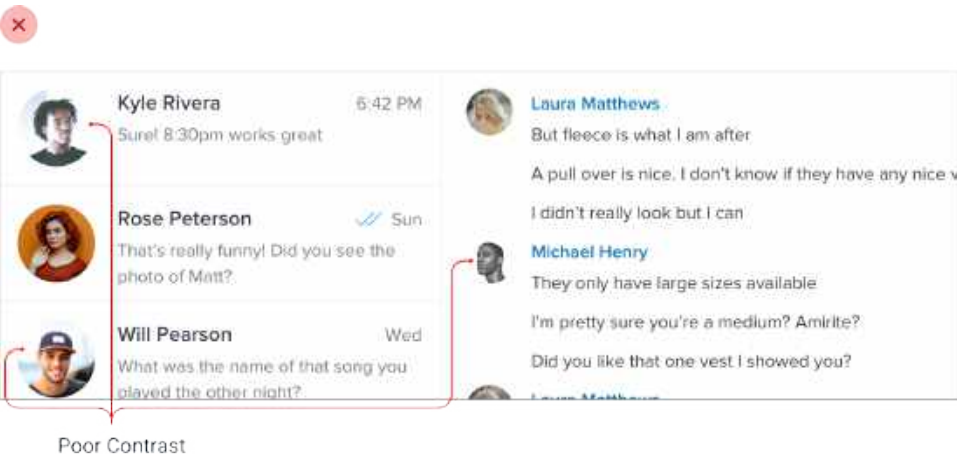 Kyle Rivera
6:42 PM
Sure! 8:30pm works great
Rose Peterson
Sun
That's really funny! Did you see the
photo of Matt?
Will Pearson
Wed
What was the name of that song you
played the other night?
Laura Matthews
But fleece is what I am after
A pull over is nice. I don't know if they have any nice v
I didn't really look but I can
Michael Henry
They only have large sizes available
I'm pretty sure you're a medium? Amirite?
Did you like that one vest I showed you?
Laura Matthews
Poor Contrast